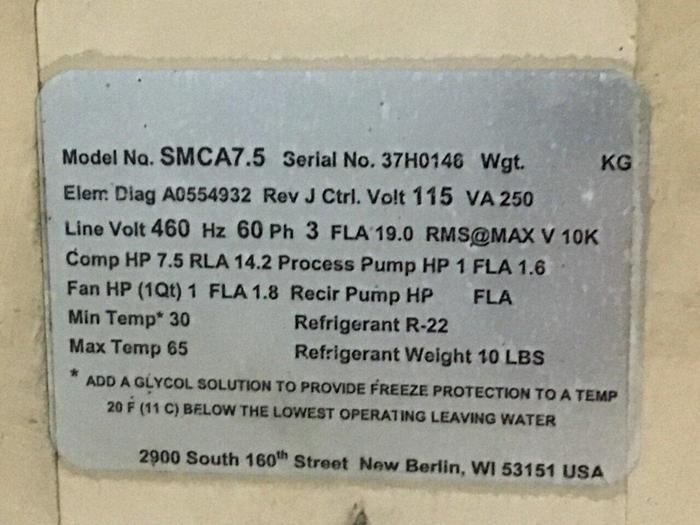 Model No. SMCA7.5 Serial No. 37H0146 Wgt. KG
Elem Diag A0554932 Rev J Ctrl. Volt 115 VA 250
Line Volt 460 Hz 60 Ph 3 FLA 19.0 RMS@MAX V 10K
Comp HP 7.5 RLA 14.2 Process Pump HP 1 FLA 1.6
Fan HP (1Qt) 1 FLA 1.8 Recir Pump HP FLA
Min Temp* 30 Refrigerant R-22
Max Temp 65 Refrigerant Weight 10 LBS
* ADD A GLYCOL SOLUTION TO PROVIDE FREEZE PROTECTION TO A TEMP
20 F (11 C) BELOW THE LOWEST OPERATING LEAVING WATER
2900 South 160th Street New Berlin, WI 53151 USA